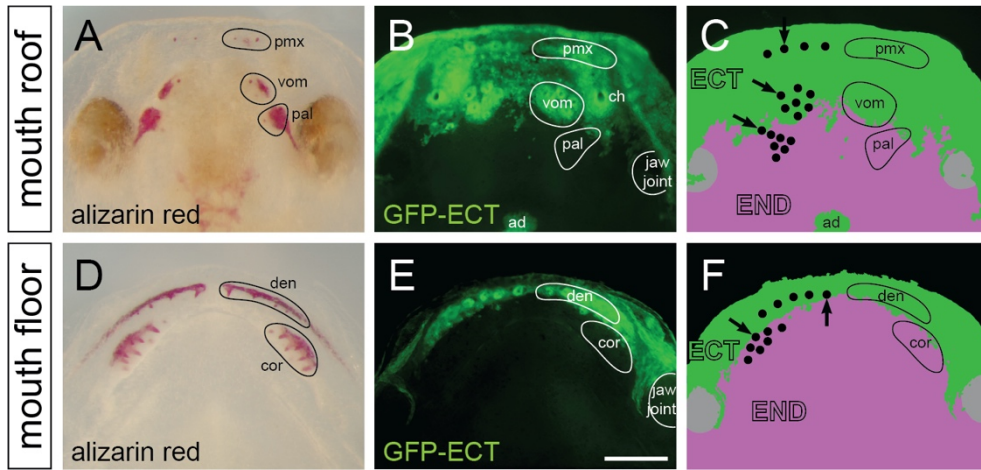 mouth roof
A
pmx
vom
pal
alizarin red
B
pmx
vom
ch
pal
jaw
joint
ad
GFP-ECT
C
pmx
ECT
vom
pal
END
ad
mouth floor
D
den
cor
alizarin red
E
den
cor
jaw
joint
GFP-ECT
F
den
cor
ECT
END